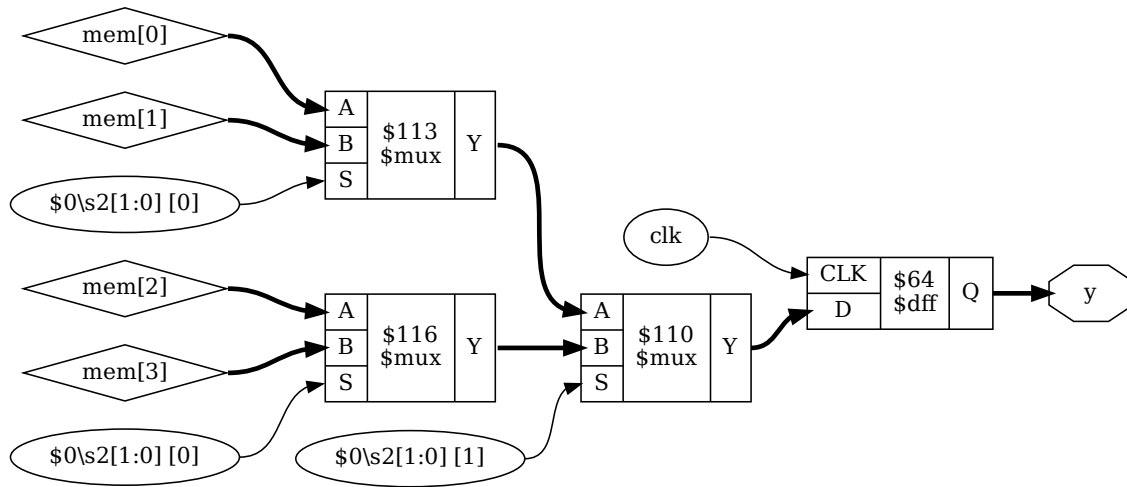 mem[0]
mem[1]
$0\s2[1:0] [0]
A
B
S
$113
$mux
Y
mem[2]
mem[3]
$0\s2[1:0] [0]
A
B
S
$116
$mux
Y
$0\s2[1:0] [1]
A
B
S
$110
$mux
Y
clk
CLK
D
$64
$dff
Q
y